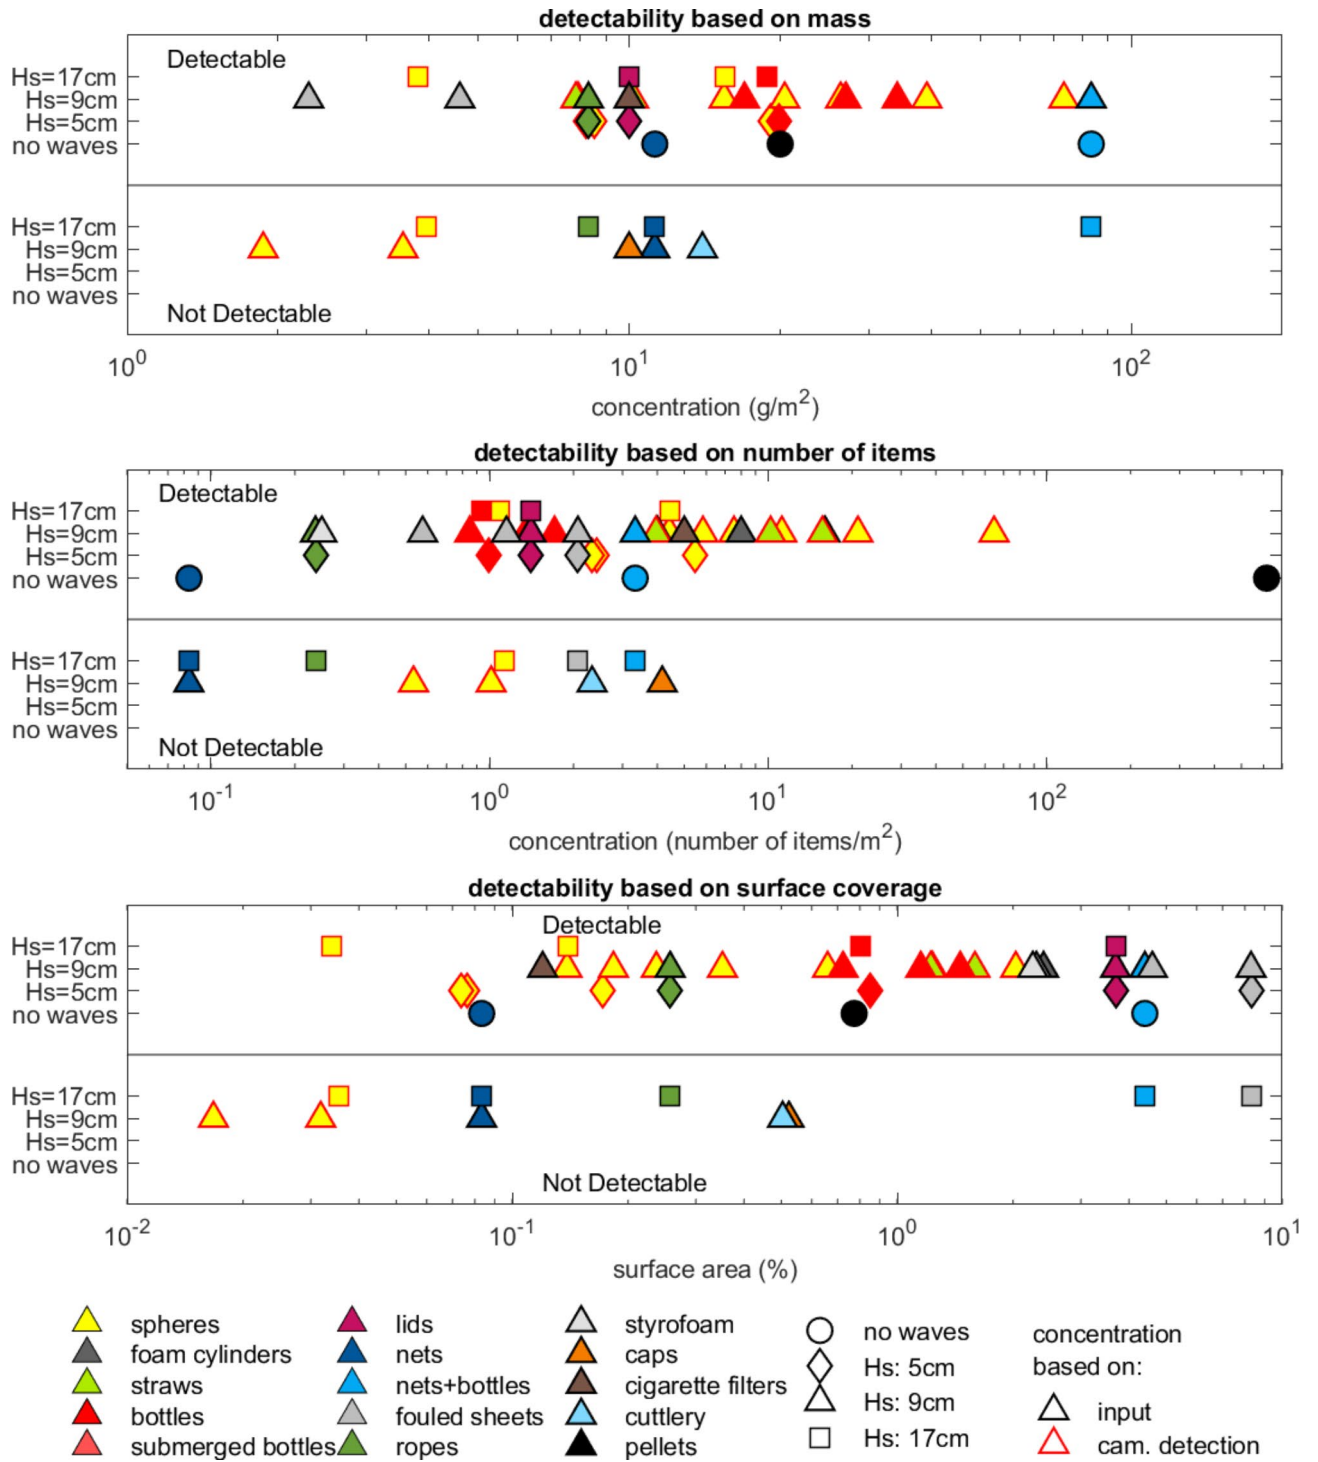 detectability based on mass
Detectable
Hs=17cm
Hs=9cm
Hs=5cm
no waves
Hs=17cm
Hs=9cm
Hs=5cm
no waves
Not Detectable
10^0 10^1 10^2
concentration (g/m^2)
detectability based on number of items
Detectable
Hs=17cm
Hs=9cm
Hs=5cm
no waves
Hs=17cm
Hs=9cm
Hs=5cm
no waves
Not Detectable
10^-1 10^0 10^1 10^2
concentration (number of items/m^2)
detectability based on surface coverage
Detectable
Hs=17cm
Hs=9cm
Hs=5cm
no waves
Hs=17cm
Hs=9cm
Hs=5cm
no waves
Not Detectable
10^-2 10^-1 10^0 10^1
surface area (%)
spheres
foam cylinders
straws
bottles
submerged bottles
lids
nets
nets+bottles
fouled sheets
ropes
styrofoam
caps
cigarette filters
cuttlery
pellets
no waves
Hs: 5cm
Hs: 9cm
Hs: 17cm
concentration
based on:
input
cam. detection